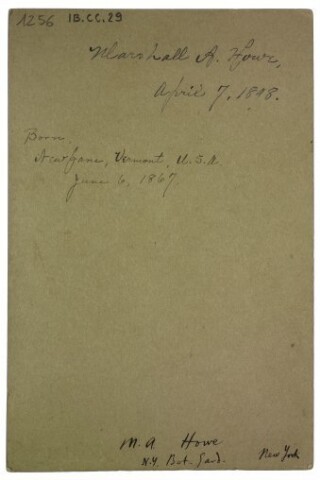 1256 IB.CC.29
Marshall A. Howe,
April 7, 1898.
Born,
Newfane, Vermont, U.S.A.
June 6, 1867.
M. A Howe
N.Y. Bot. Gard. New York